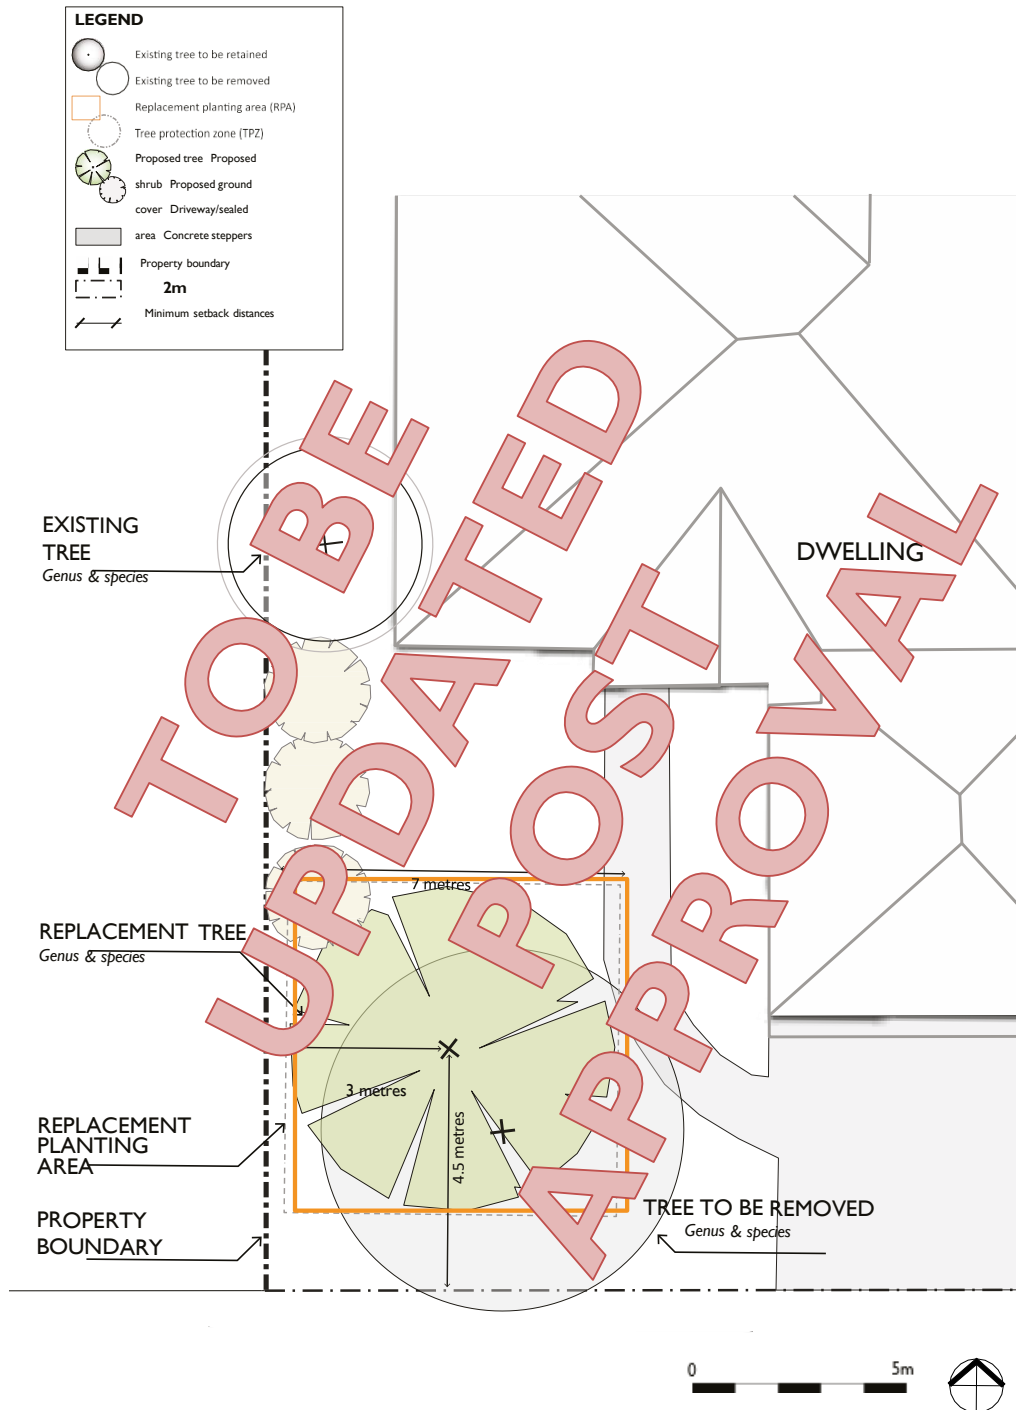 LEGEND
Existing tree to be retained
Existing tree to be removed
Replacement planting area (RPA)
Tree protection zone (TPZ)
Proposed tree Proposed
shrub Proposed ground
cover Driveway/sealed
area Concrete steppers
Property boundary
2m
Minimum setback distances
TO BE
UPDATED
POST
APPROVAL
EXISTING
TREE
Genus & species
DWELLING
7 metres
REPLACEMENT TREE
Genus & species
3 metres
4.5 metres
REPLACEMENT
PLANTING
AREA
PROPERTY
BOUNDARY
TREE TO BE REMOVED
Genus & species
0 5m